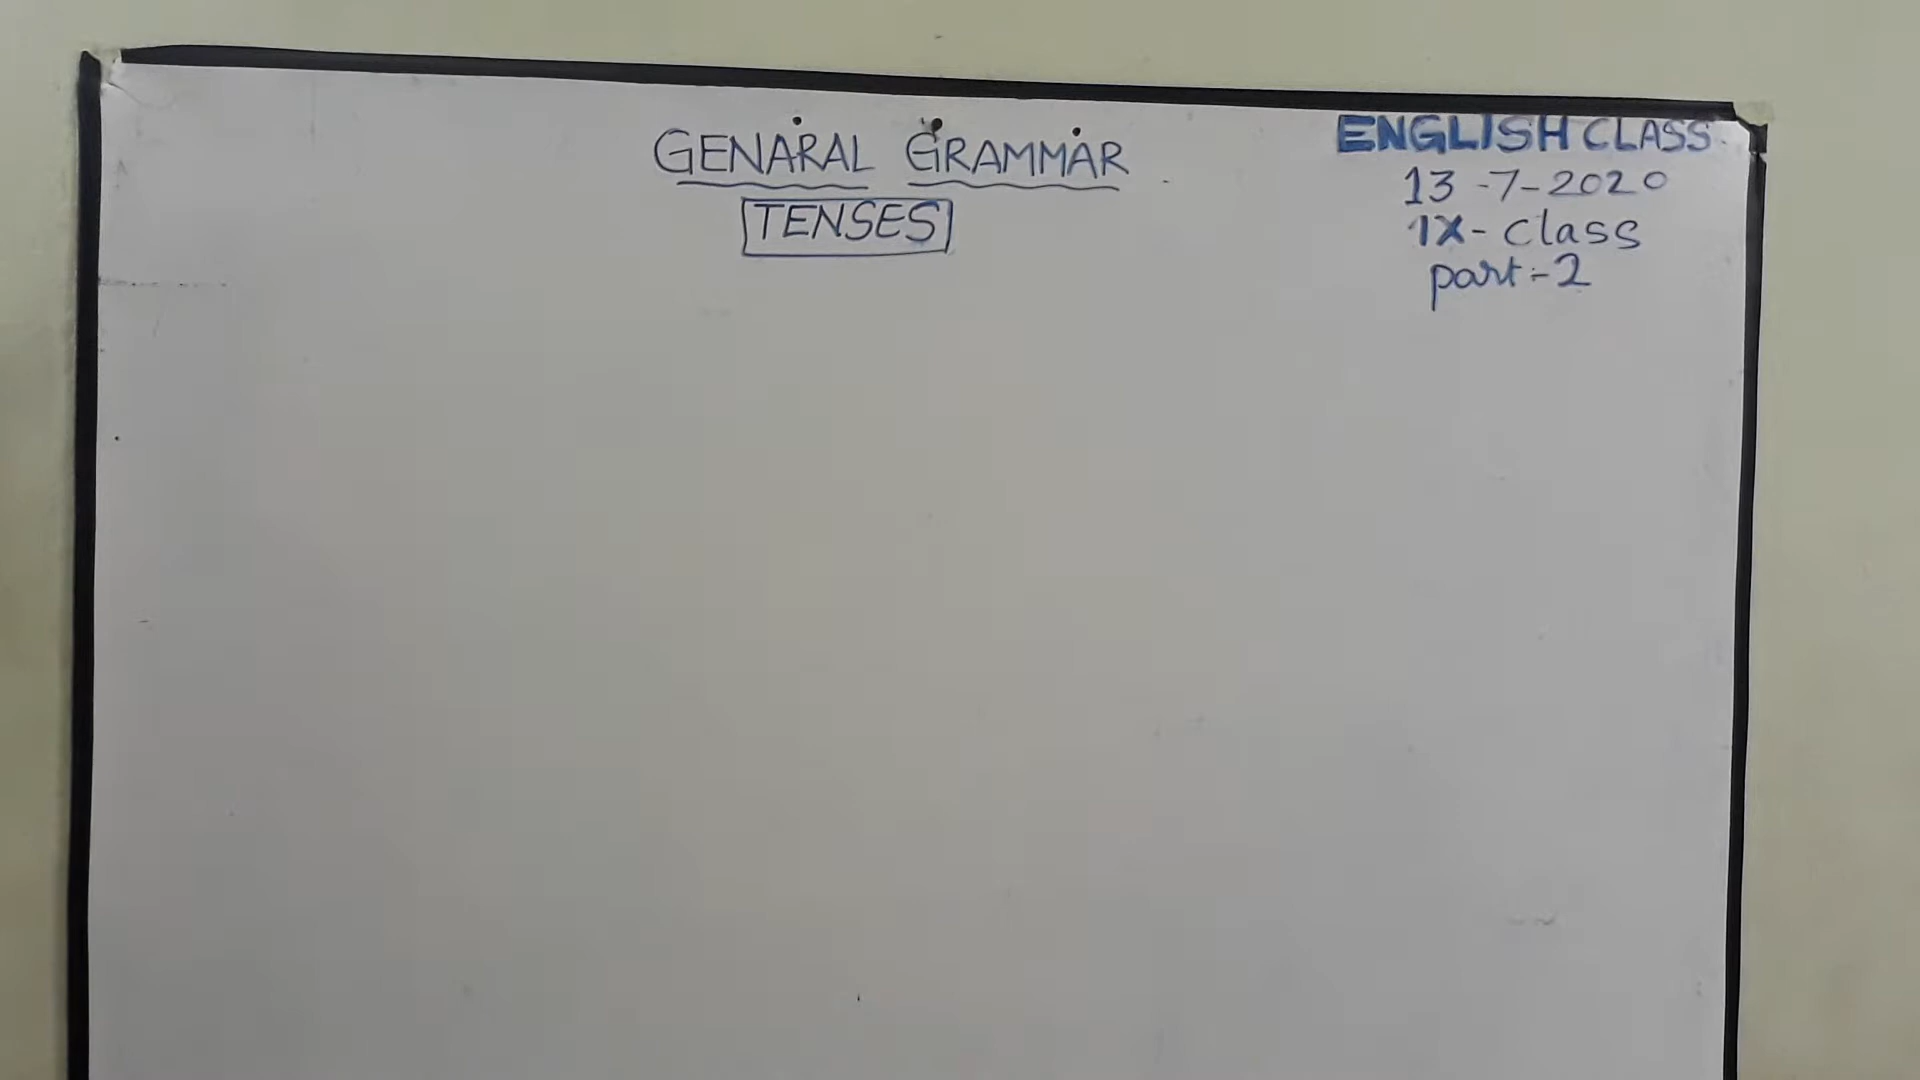 GENARAL GRAMMAR
TENSES
ENGLISH CLASS
13-7-2020
IX- class
part:-2